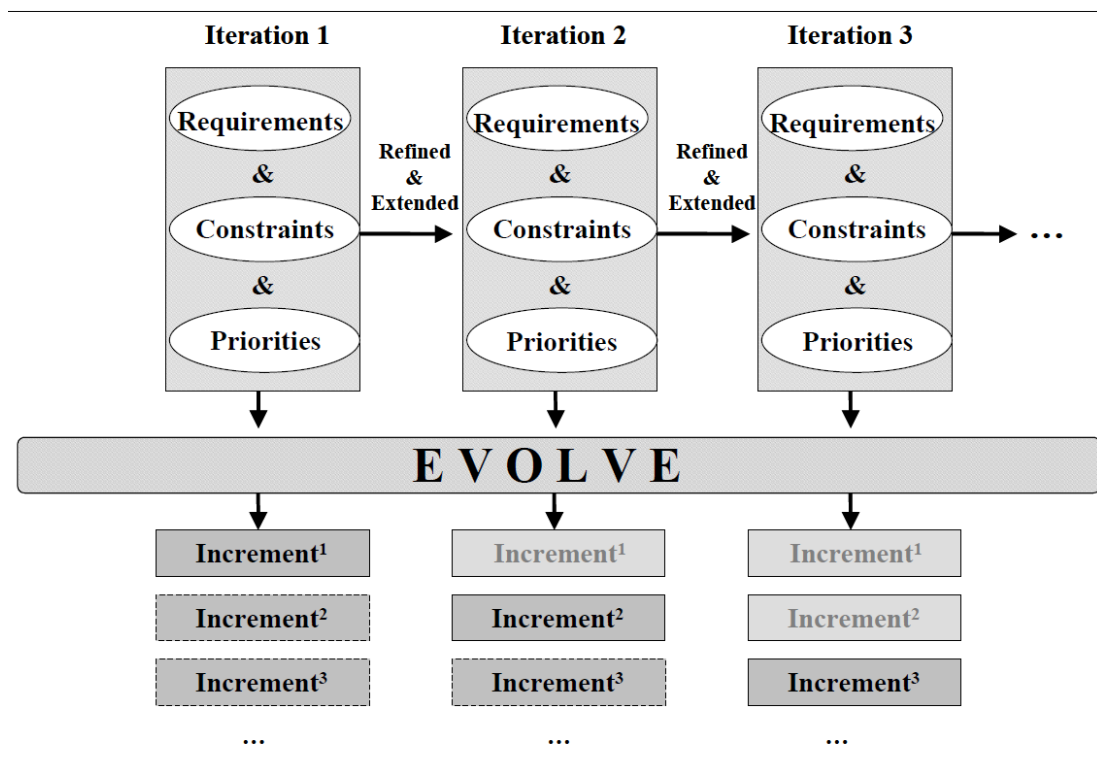 Iteration 1
Iteration 2
Iteration 3
Requirements
&
Constraints
&
Priorities
Refined
&
Extended
Requirements
&
Constraints
&
Priorities
Refined
&
Extended
Requirements
&
Constraints
&
Priorities
...
EVOLVE
Increment¹
Increment²
Increment³
...
Increment¹
Increment²
Increment³
...
Increment¹
Increment²
Increment³
...